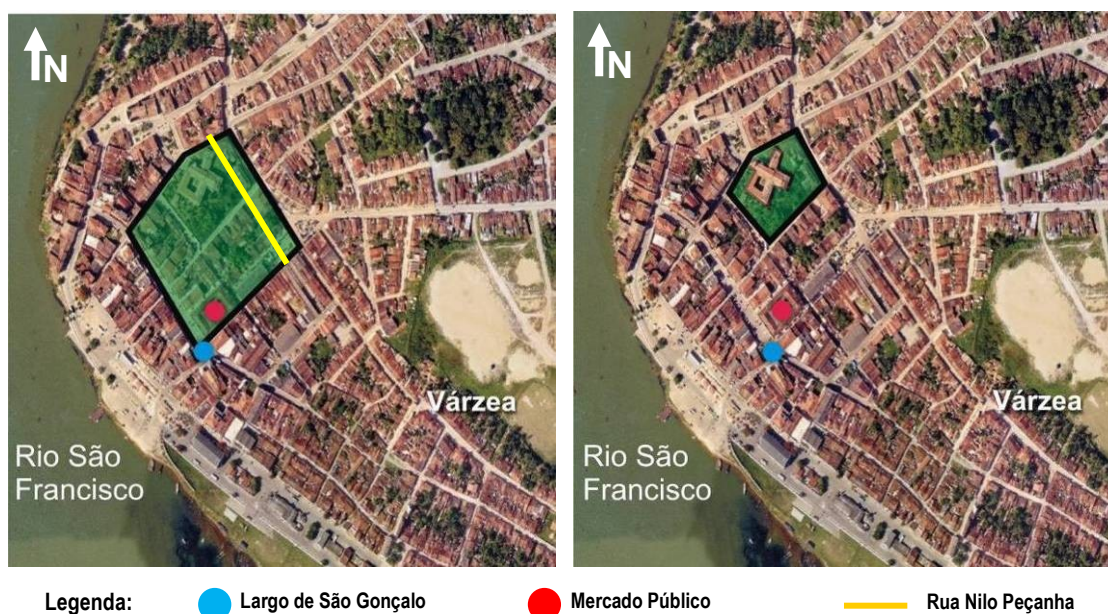 N
Várzea
Rio São
Francisco
N
Várzea
Rio São
Francisco
Legenda:
Largo de São Gonçalo
Mercado Público
Rua Nilo Peçanha